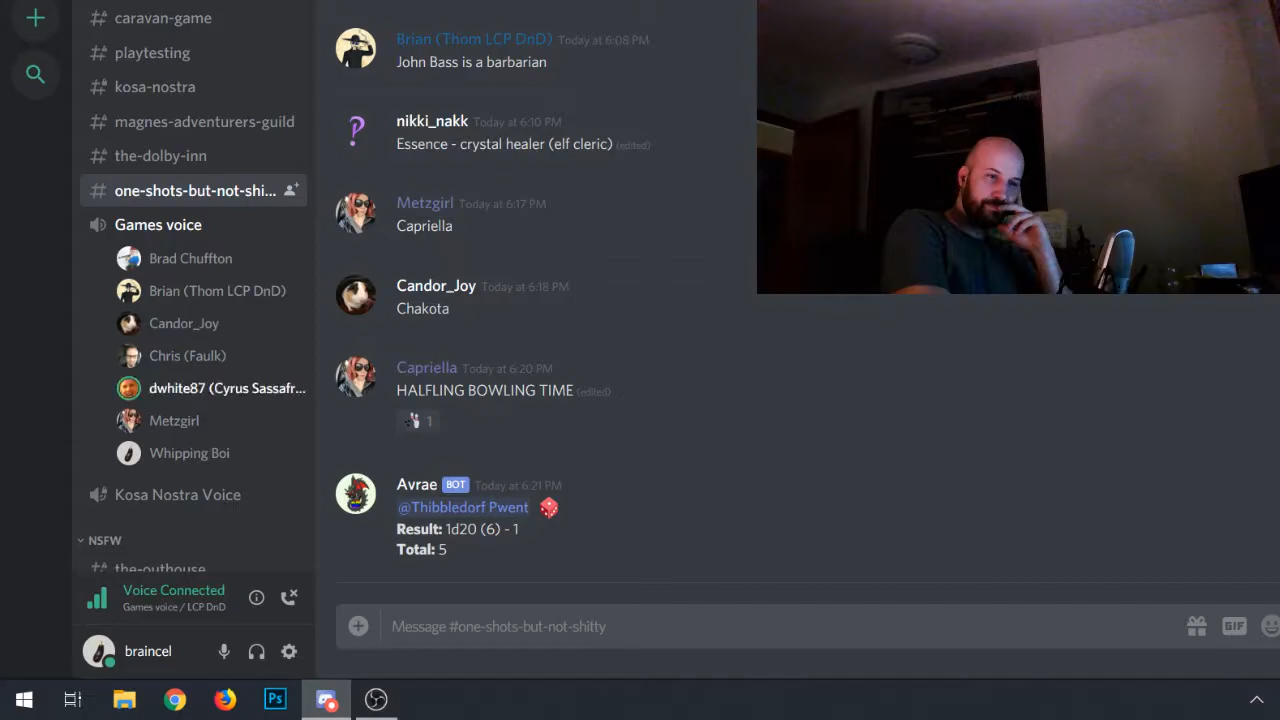 caravan-game
playtesting
kosa-nostra
magnes-adventurers-guild
the-dolby-inn
one-shots-but-not-shi...
Games voice
Brad Chuffton
Brian (Thom LCP DnD)
Candor_Joy
Chris (Faulk)
dwhite87 (Cyrus Sassafr...
Metzgirl
Whipping Boi
Kosa Nostra Voice
NSFW
the-outhouse
Voice Connected
Games voice / LCP DnD
braincel
Brian (Thom LCP DnD) Today at 6:08 PM
John Bass is a barbarian
nikki_nakk Today at 6:10 PM
Essence - crystal healer (elf cleric) (edited)
Metzgirl Today at 6:17 PM
Capriella
Candor_Joy Today at 6:18 PM
Chakota
Capriella Today at 6:20 PM
HALFLING BOWLING TIME (edited)
1
Avrae BOT Today at 6:21 PM
@Thibbledorf Pwent
Result: 1d20 (6) - 1
Total: 5
Message #one-shots-but-not-shitty
GIF
Ps